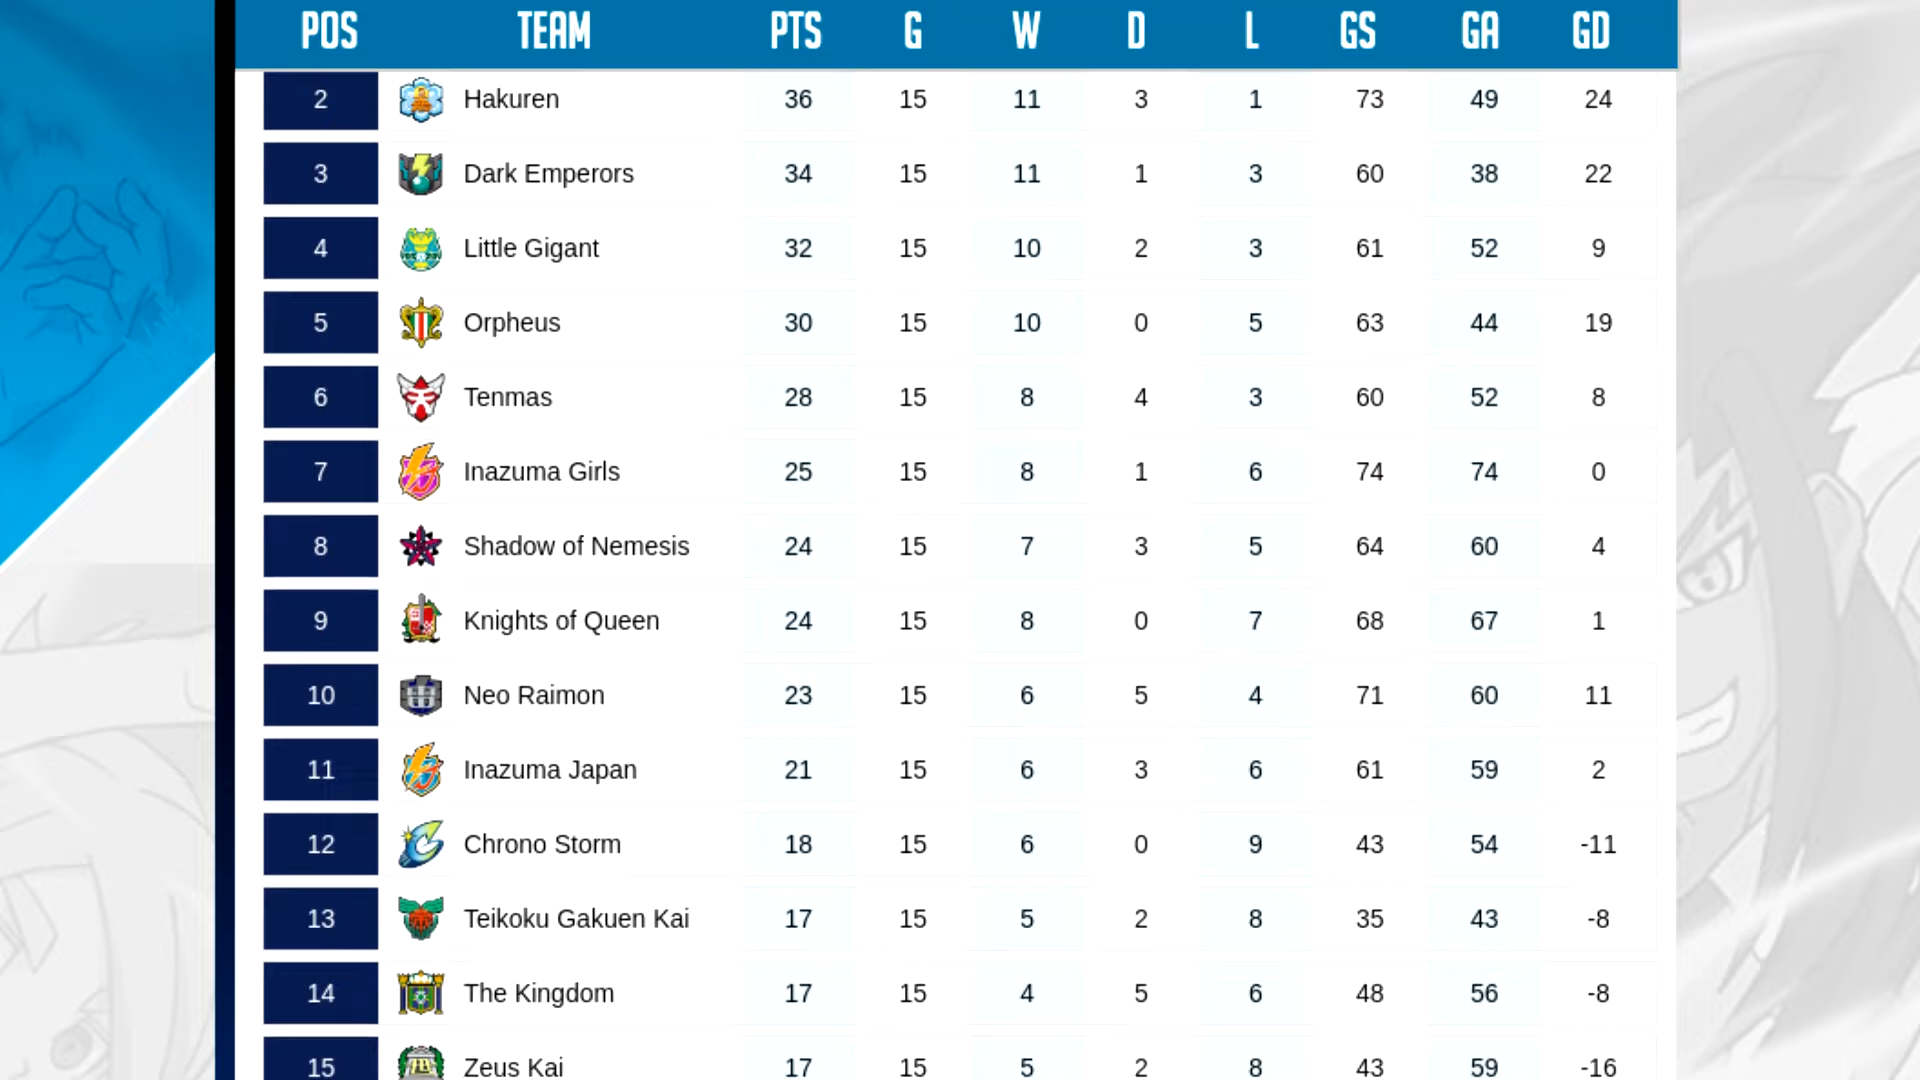 POS TEAM PTS G W D L GS GA GD
2 Hakuren 36 15 11 3 1 73 49 24
3 Dark Emperors 34 15 11 1 3 60 38 22
4 Little Gigant 32 15 10 2 3 61 52 9
5 Orpheus 30 15 10 0 5 63 44 19
6 Tenmas 28 15 8 4 3 60 52 8
7 Inazuma Girls 25 15 8 1 6 74 74 0
8 Shadow of Nemesis 24 15 7 3 5 64 60 4
9 Knights of Queen 24 15 8 0 7 68 67 1
10 Neo Raimon 23 15 6 5 4 71 60 11
11 Inazuma Japan 21 15 6 3 6 61 59 2
12 Chrono Storm 18 15 6 0 9 43 54 -11
13 Teikoku Gakuen Kai 17 15 5 2 8 35 43 -8
14 The Kingdom 17 15 4 5 6 48 56 -8
15 Zeus Kai 17 15 5 2 8 43 59 -16